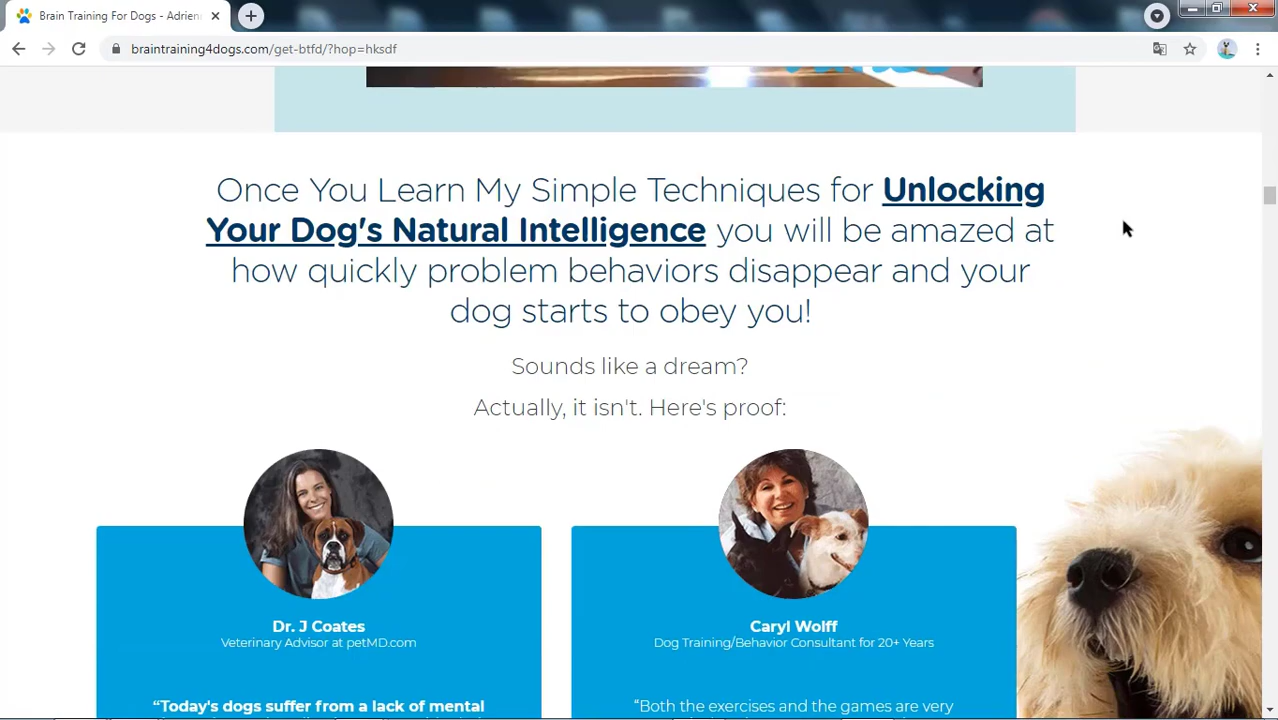 Brain Training For Dogs - Adrienn
braintraining4dogs.com/get-btfd/?hop=hksdf
Once You Learn My Simple Techniques for Unlocking
Your Dog's Natural Intelligence you will be amazed at
how quickly problem behaviors disappear and your
dog starts to obey you!
Sounds like a dream?
Actually, it isn't. Here's proof:
Dr. J Coates
Veterinary Advisor at petMD.com
“Today's dogs suffer from a lack of mental
Caryl Wolff
Dog Training/Behavior Consultant for 20+ Years
“Both the exercises and the games are very